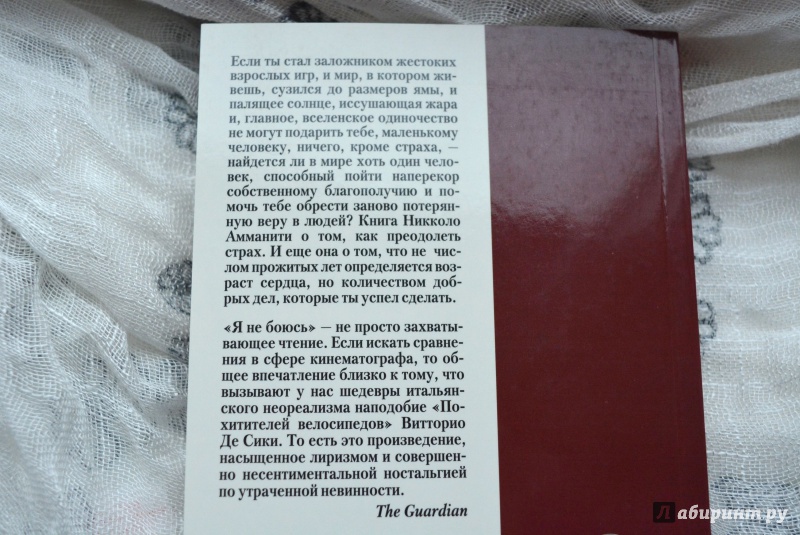 Если ты стал заложником жестоких
взрослых игр, и мир, в котором жи-
вешь, сузился до размеров ямы, и
палящее солнце, иссушающая жара
и, главное, вселенское одиночество
не могут подарить тебе, маленькому
человеку, ничего, кроме страха, —
найдется ли в мире хоть один чело-
век, способный пойти наперекор
собственному благополучию и по-
мочь тебе обрести заново потерян-
ную веру в людей? Книга Никколо
Амманити о том, как преодолеть
страх. И еще она о том, что не чис-
лом прожитых лет определяется воз-
раст сердца, но количеством доб-
рых дел, которые ты успел сделать.
«Я не боюсь» — не просто захваты-
вающее чтение. Если искать сравне-
ния в сфере кинематографа, то об-
щее впечатление близко к тому, что
вызывают у нас шедевры итальян-
ского неореализма наподобие «По-
хитителей велосипедов» Витторио
Де Сики. То есть это произведение,
насыщенное лиризмом и совершен-
но несентиментальной ностальгией
по утраченной невинности.
The Guardian
Лабиринт.ру